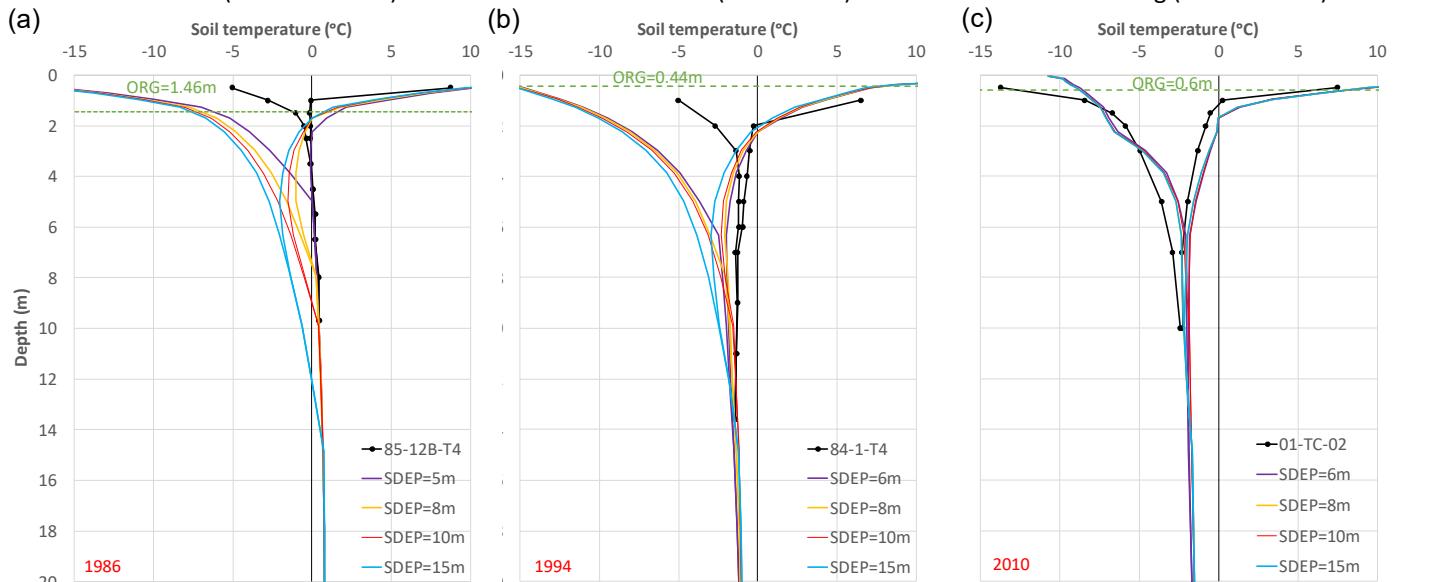 (a)
Soil temperature (°C)
-15 -10 -5 0 5 10
0
2
4
6
8
10
12
14
16
18
20
Depth (m)
ORG=1.46m
85-12B-T4
SDEP=5m
SDEP=8m
SDEP=10m
SDEP=15m
1986
(b)
Soil temperature (°C)
-15 -10 -5 0 5 10
ORG=0.44m
84-1-T4
SDEP=6m
SDEP=8m
SDEP=10m
SDEP=15m
1994
(c)
Soil temperature (°C)
-15 -10 -5 0 5 10
ORG=0.6m
01-TC-02
SDEP=6m
SDEP=8m
SDEP=10m
SDEP=15m
2010